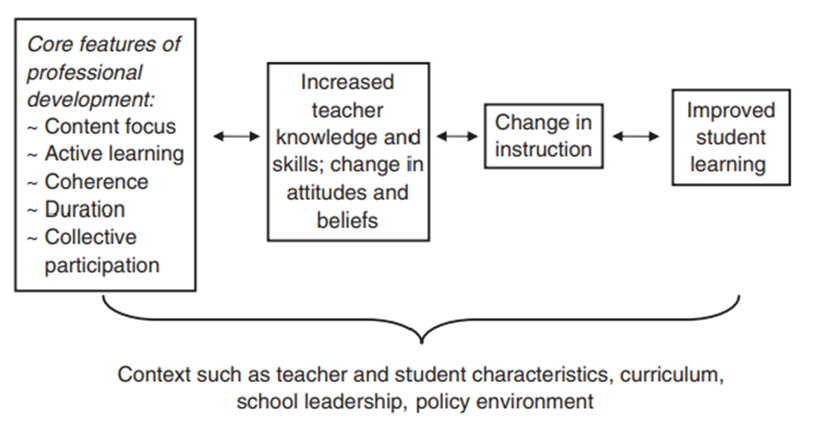 Core features of
professional
development:
~ Content focus
~ Active learning
~ Coherence
~ Duration
~ Collective
participation
Increased
teacher
knowledge and
skills; change in
attitudes and
beliefs
Change in
instruction
Improved
student
learning
Context such as teacher and student characteristics, curriculum,
school leadership, policy environment